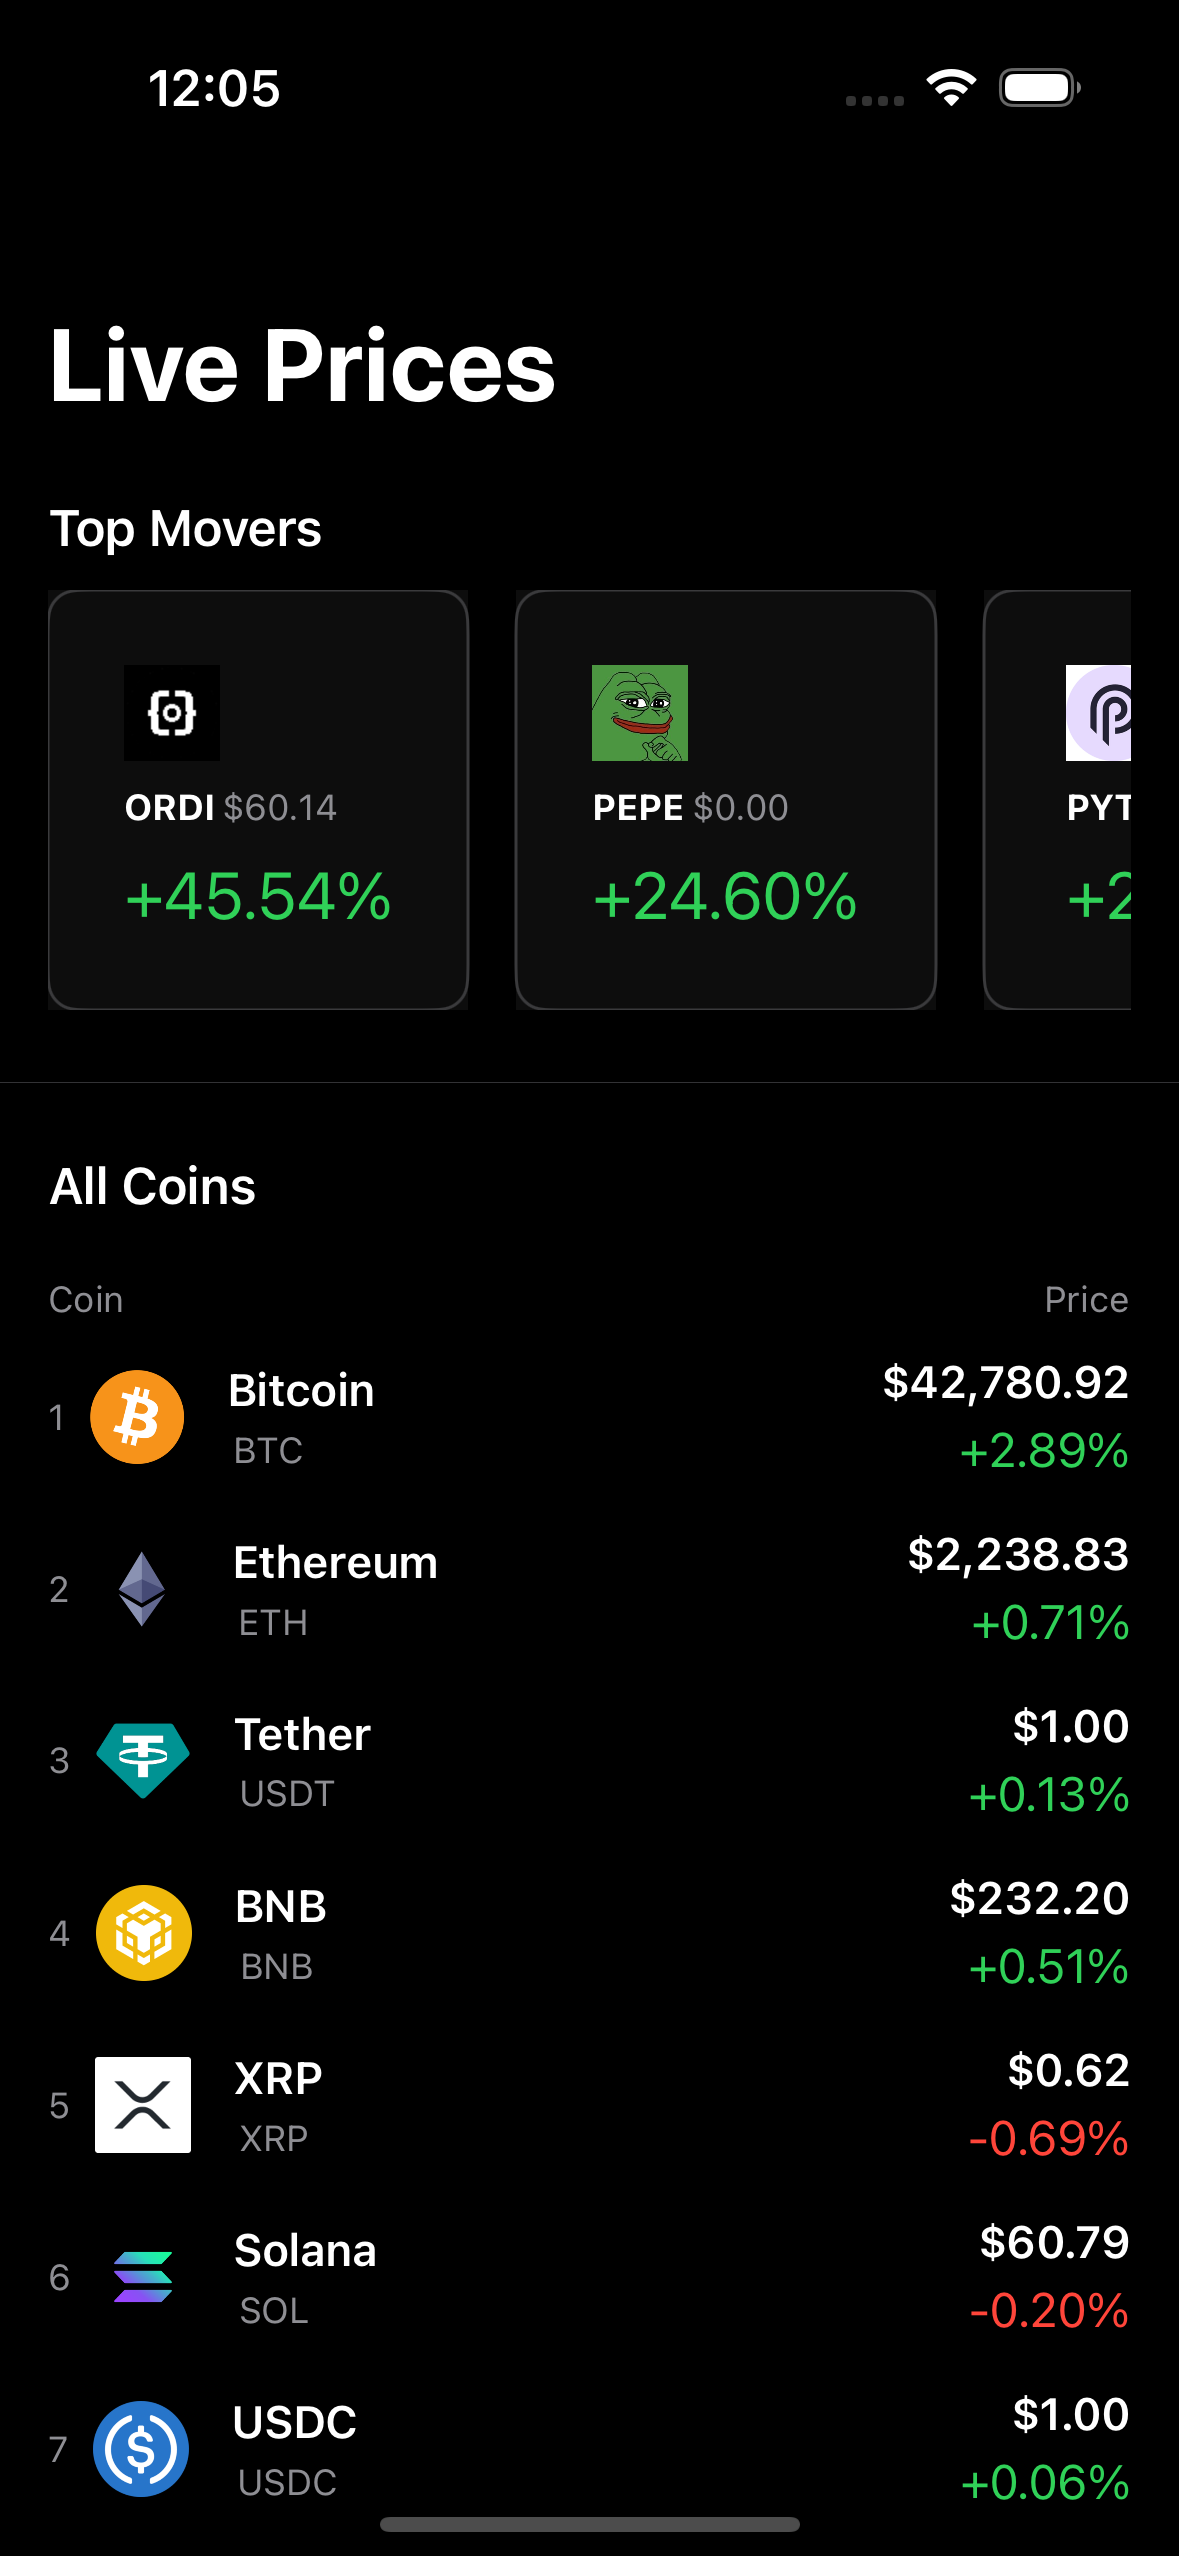 12:05
Live Prices
Top Movers
ORDI $60.14
+45.54%
PEPE $0.00
+24.60%
PYT
+2
All Coins
Coin Price
1 Bitcoin $42,780.92
BTC +2.89%
2 Ethereum $2,238.83
ETH +0.71%
3 Tether $1.00
USDT +0.13%
4 BNB $232.20
BNB +0.51%
5 XRP $0.62
XRP -0.69%
6 Solana $60.79
SOL -0.20%
7 USDC $1.00
USDC +0.06%